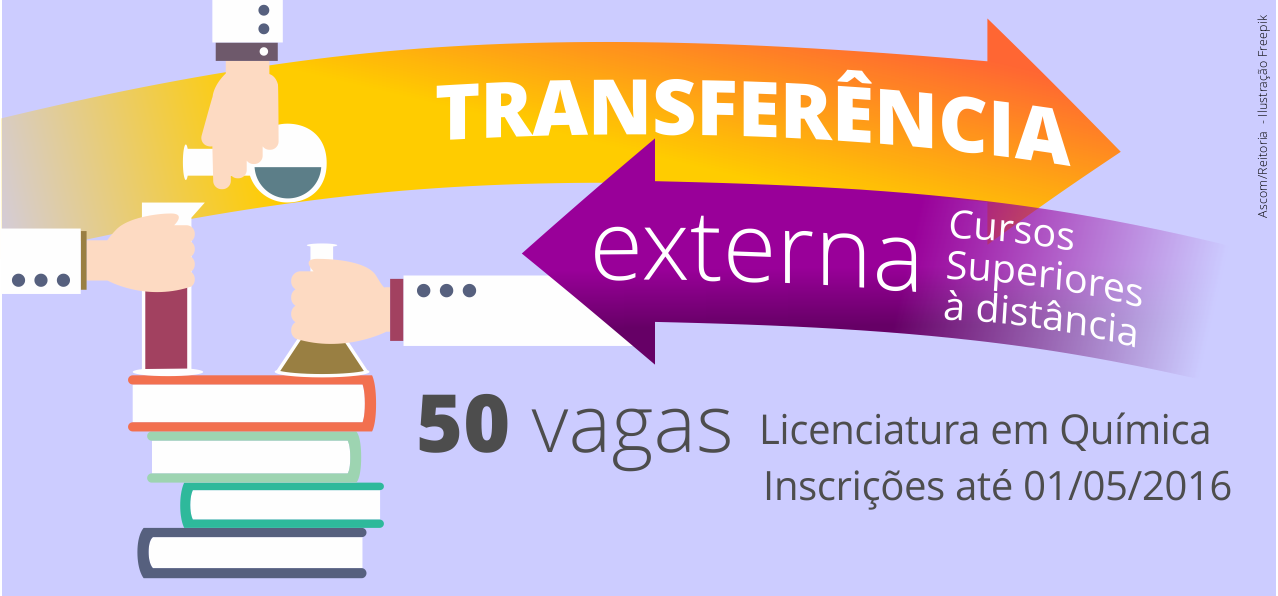 TRANSFERÊNCIA
externa
Cursos
Superiores
à distância
50 vagas
Licenciatura em Química
Inscrições até 01/05/2016
Ascom/Reitoria - Ilustração Freepik